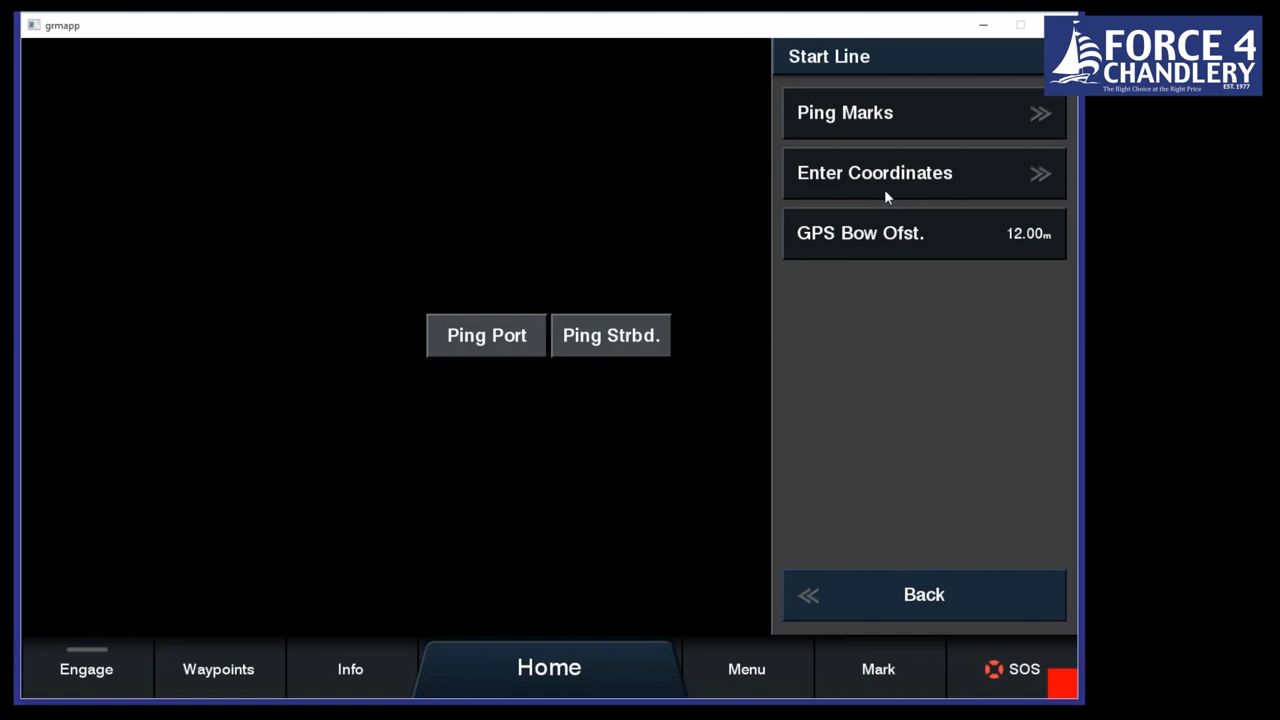 grmapp
FORCE 4
CHANDLERY
The Right Choice at the Right Price
EST. 1977
Start Line
Ping Marks
Enter Coordinates
GPS Bow Ofst. 12.00m
Ping Port Ping Strbd.
Back
Engage Waypoints Info Home Menu Mark SOS